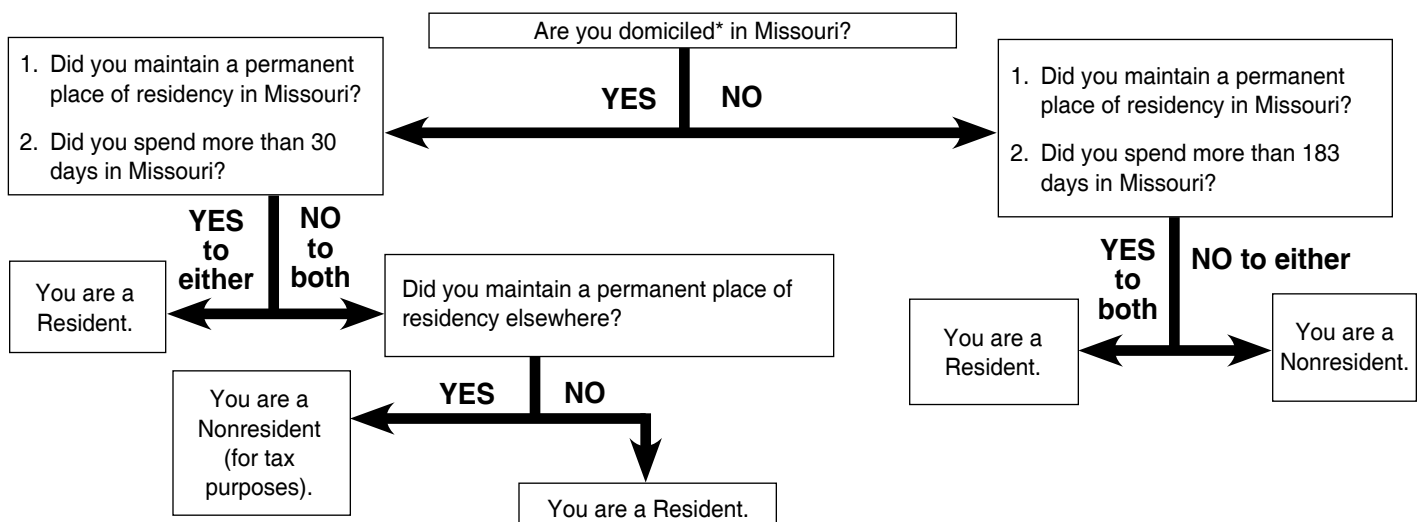 Are you domiciled* in Missouri?
YES
NO
1. Did you maintain a permanent
place of residency in Missouri?
2. Did you spend more than 30
days in Missouri?
YES
to
either
NO
to
both
You are a
Resident.
Did you maintain a permanent place of
residency elsewhere?
YES
NO
You are a
Nonresident
(for tax
purposes).
You are a Resident.
1. Did you maintain a permanent
place of residency in Missouri?
2. Did you spend more than 183
days in Missouri?
YES
to
both
NO to either
You are a
Resident.
You are a
Nonresident.